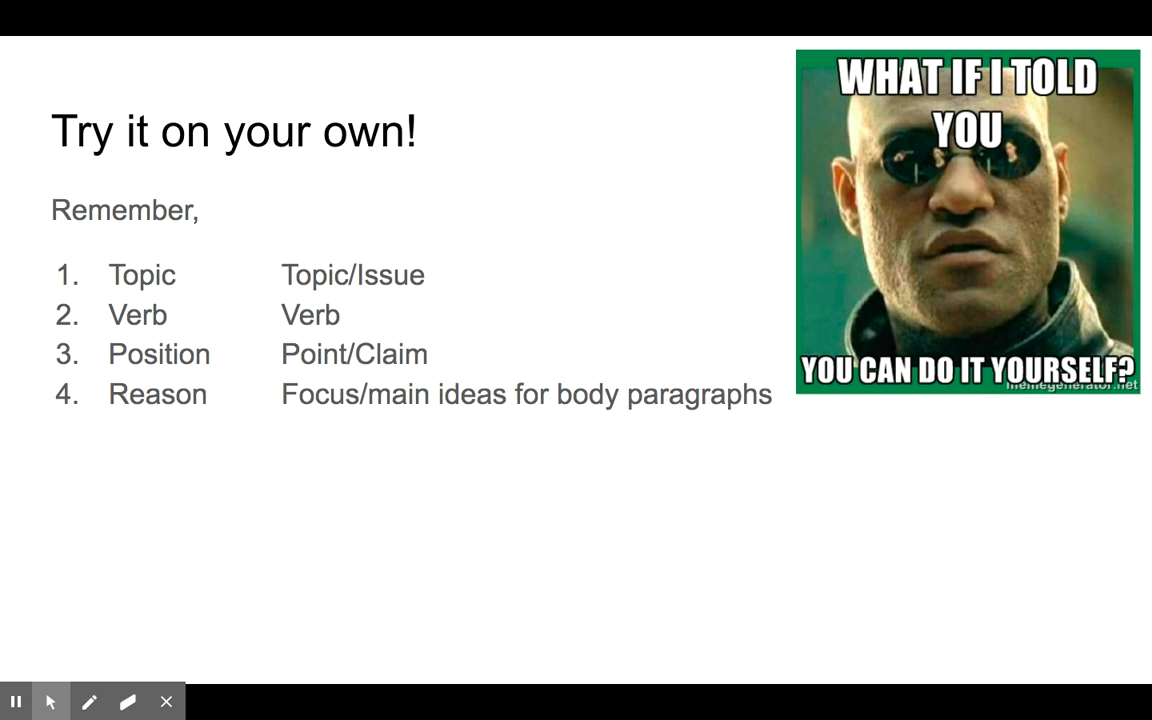 Try it on your own!
Remember,
1. Topic Topic/Issue
2. Verb Verb
3. Position Point/Claim
4. Reason Focus/main ideas for body paragraphs
WHAT IF I TOLD
YOU
YOU CAN DO IT YOURSELF?
memegenerator.net